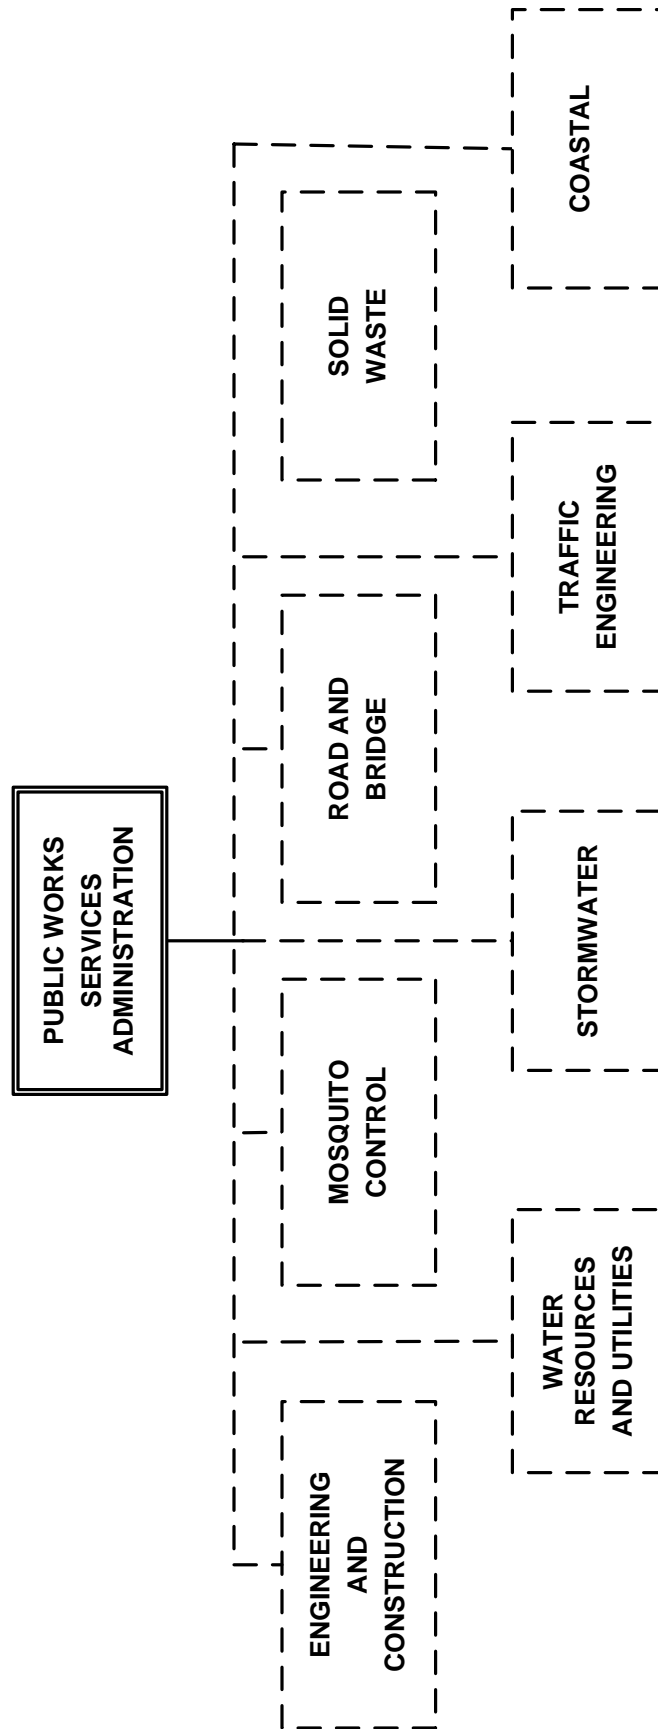 PUBLIC WORKS
SERVICES
ADMINISTRATION
ENGINEERING
AND
CONSTRUCTION
MOSQUITO
CONTROL
ROAD AND
BRIDGE
SOLID
WASTE
WATER
RESOURCES
AND UTILITIES
STORMWATER
TRAFFIC
ENGINEERING
COASTAL